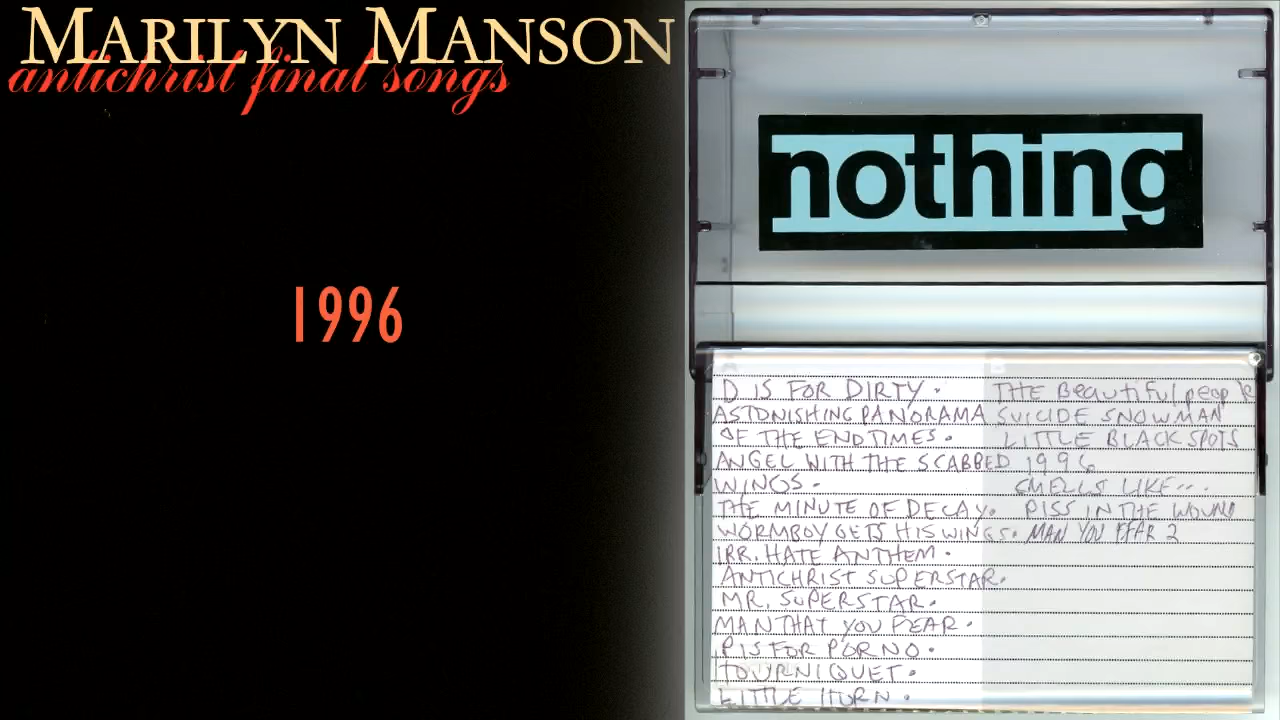 MARILYN MANSON
antichrist final songs
1996
nothing
D IS FOR DIRTY.
ASTONISHING PANORAMA
OF THE ENDTIMES.
ANGEL WITH THE SCABBED
WINGS.
THE MINUTE OF DECAY.
WORMBOY GETS HIS WINGS.
IRR. HATE ANTHEM.
ANTICHRIST SUPERSTAR.
MR. SUPERSTAR.
MAN THAT YOU FEAR.
P IS FOR PORNO.
TOURNIQUET.
LITTLE HORN.
THE Beautiful people
SUICIDE SNOWMAN
LITTLE BLACK SPOTS
1996
SMELLS LIKE...
PISS IN THE WOUND
MAN YOU FEAR 2